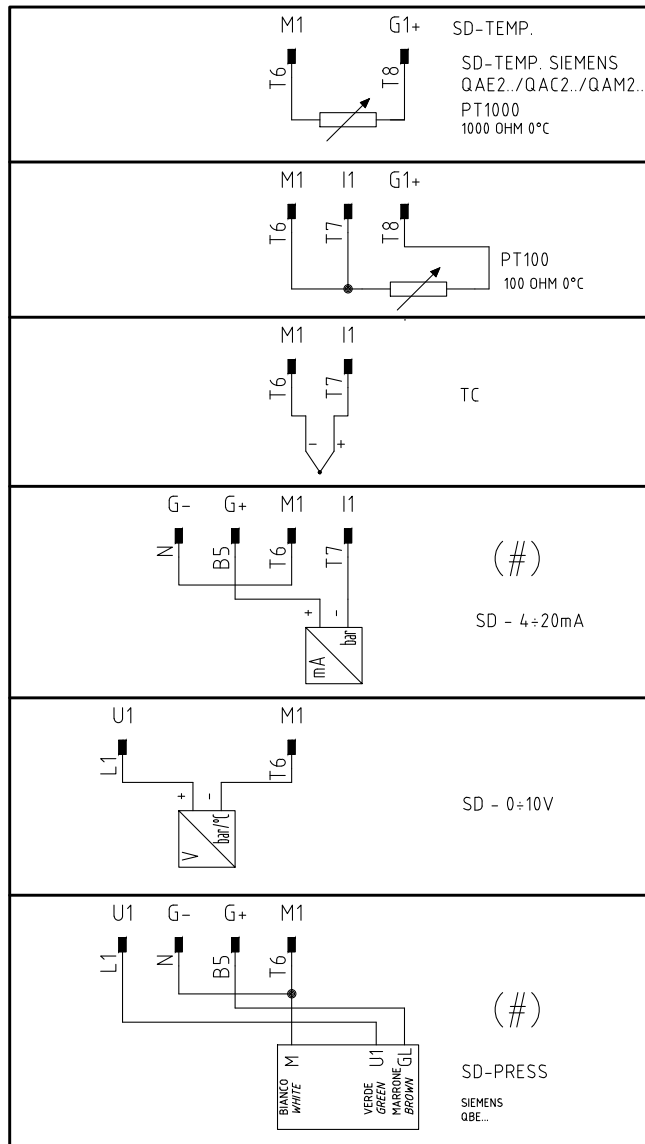 M1 G1+ SD-TEMP.
T6 T8
SD-TEMP. SIEMENS
QAE2../QAC2../QAM2..
PT1000
1000 OHM 0°C
M1 I1 G1+
T6 T7 T8
PT100
100 OHM 0°C
M1 I1
T6 T7
TC
- +
G- G+ M1 I1
N B5 T6 T7
(#)
+ -
mA bar
SD - 4÷20mA
U1 M1
L1 T6
+ -
V bar/°C
SD - 0÷10V
U1 G- G+ M1
L1 N B5 T6
(#)
M U1 GL
BIANCO
WHITE
VERDE
GREEN
MARRONE
BROWN
SD-PRESS
SIEMENS
QBE...